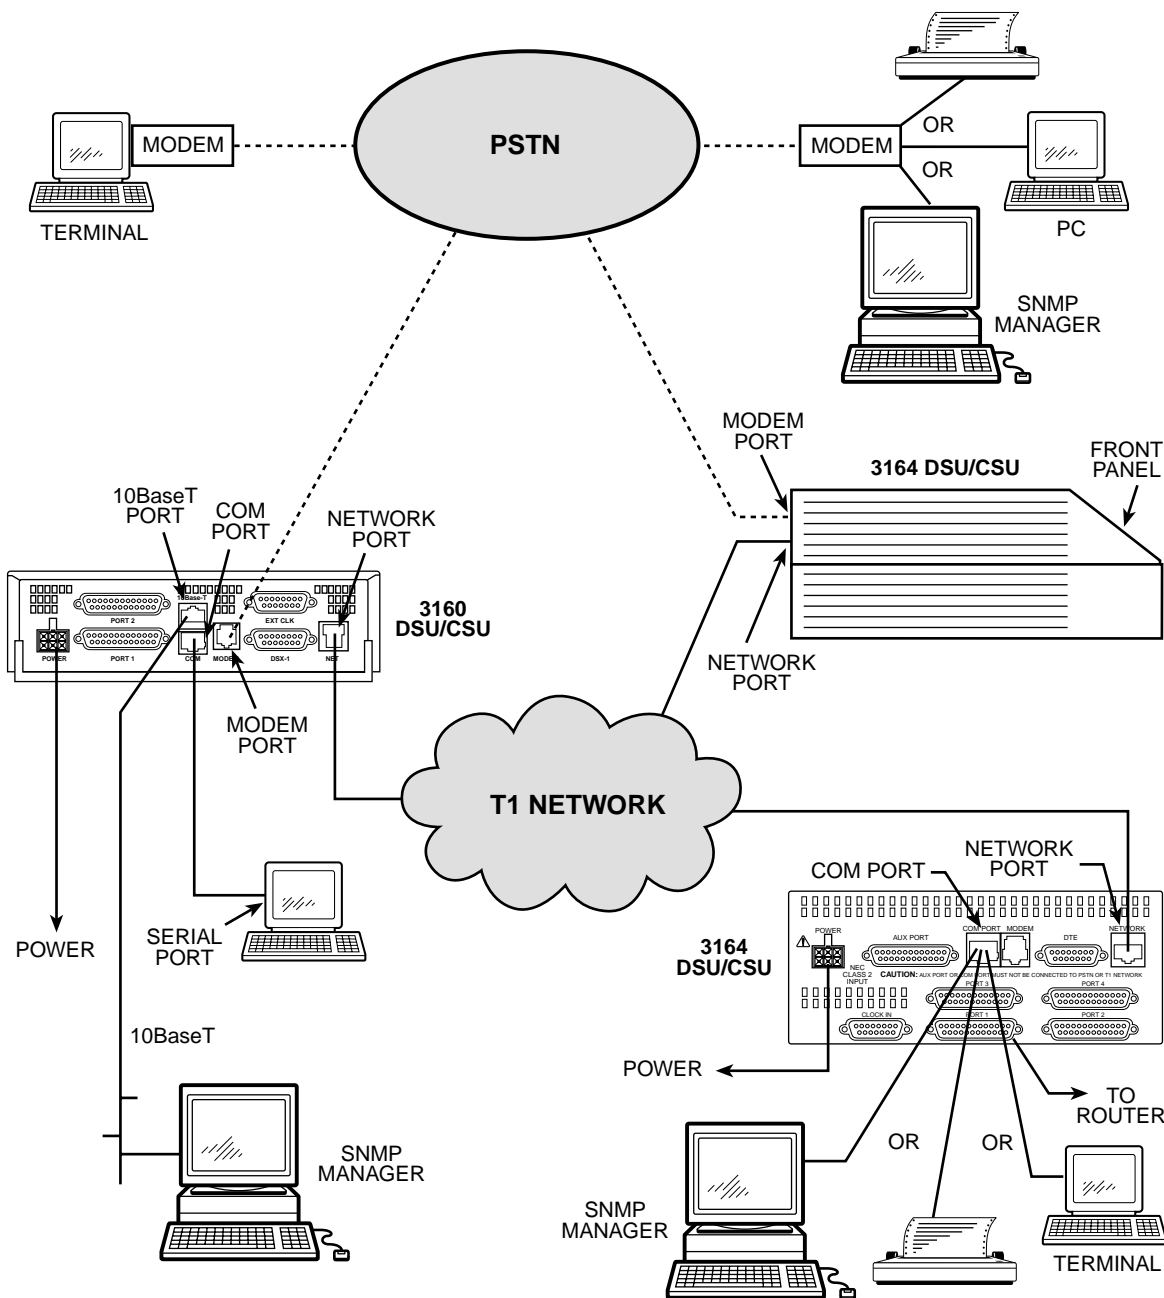 PSTN
MODEM
TERMINAL
MODEM
OR
OR
PC
SNMP
MANAGER
MODEM
PORT
3164 DSU/CSU
FRONT
PANEL
NETWORK
PORT
10BaseT
PORT
COM
PORT
NETWORK
PORT
3160
DSU/CSU
10Base-T
PORT 2
EXT CLK
POWER
PORT 1
COM
MODEM
DSX-1
NET
MODEM
PORT
T1 NETWORK
POWER
SERIAL
PORT
10BaseT
SNMP
MANAGER
COM PORT
NETWORK
PORT
3164
DSU/CSU
POWER
AUX PORT
COM PORT
MODEM
DTE
NETWORK
NEC
CLASS 2
INPUT
CAUTION: AUX PORT OR COM PORT MUST NOT BE CONNECTED TO PSTN OR T1 NETWORK
PORT 3
PORT 4
CLOCK IN
PORT 1
PORT 2
POWER
TO
ROUTER
OR
OR
SNMP
MANAGER
TERMINAL